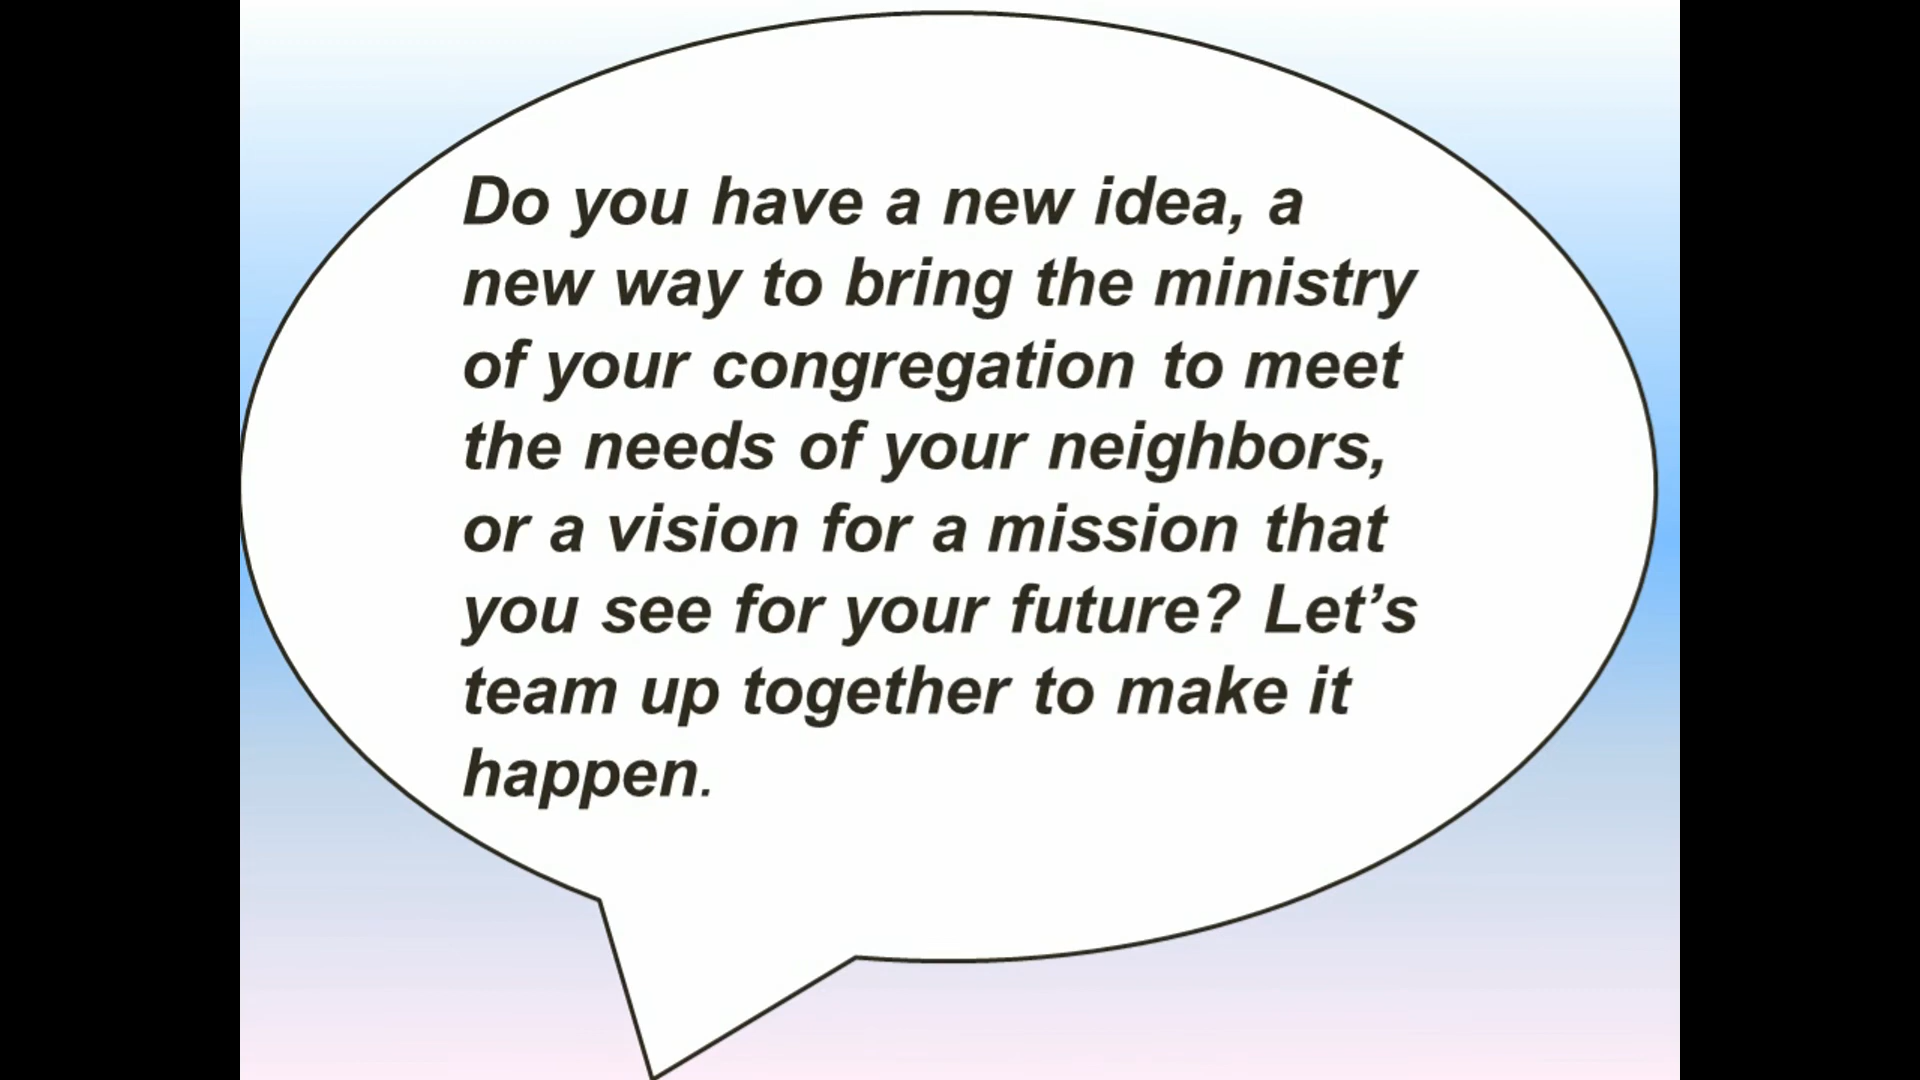 Do you have a new idea, a
new way to bring the ministry
of your congregation to meet
the needs of your neighbors,
or a vision for a mission that
you see for your future? Let’s
team up together to make it
happen.